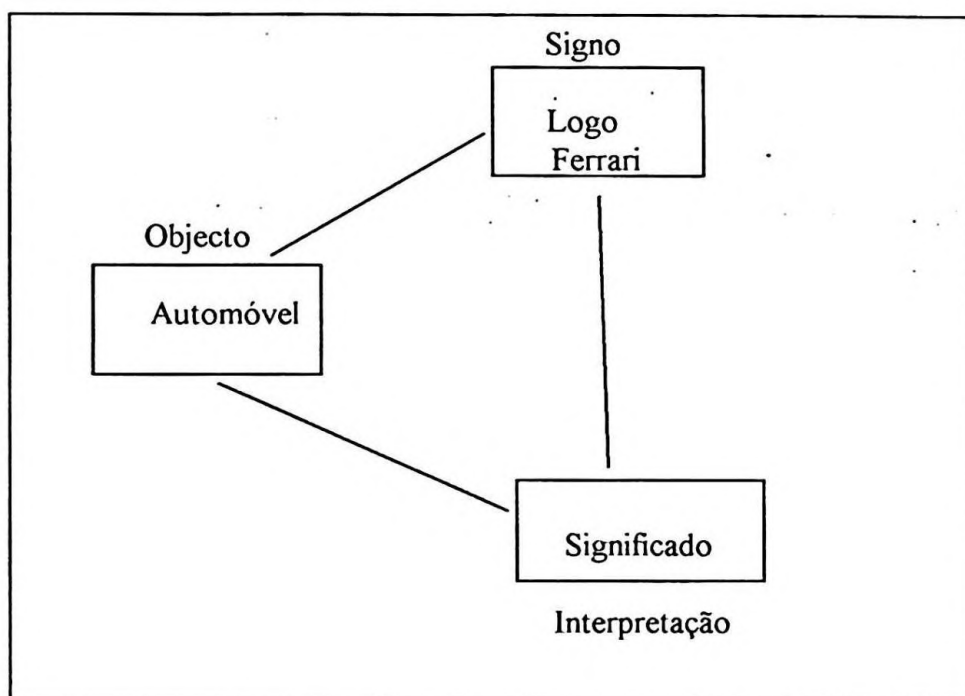 Signo
Logo
Ferrari
Objecto
Automóvel
Significado
Interpretação